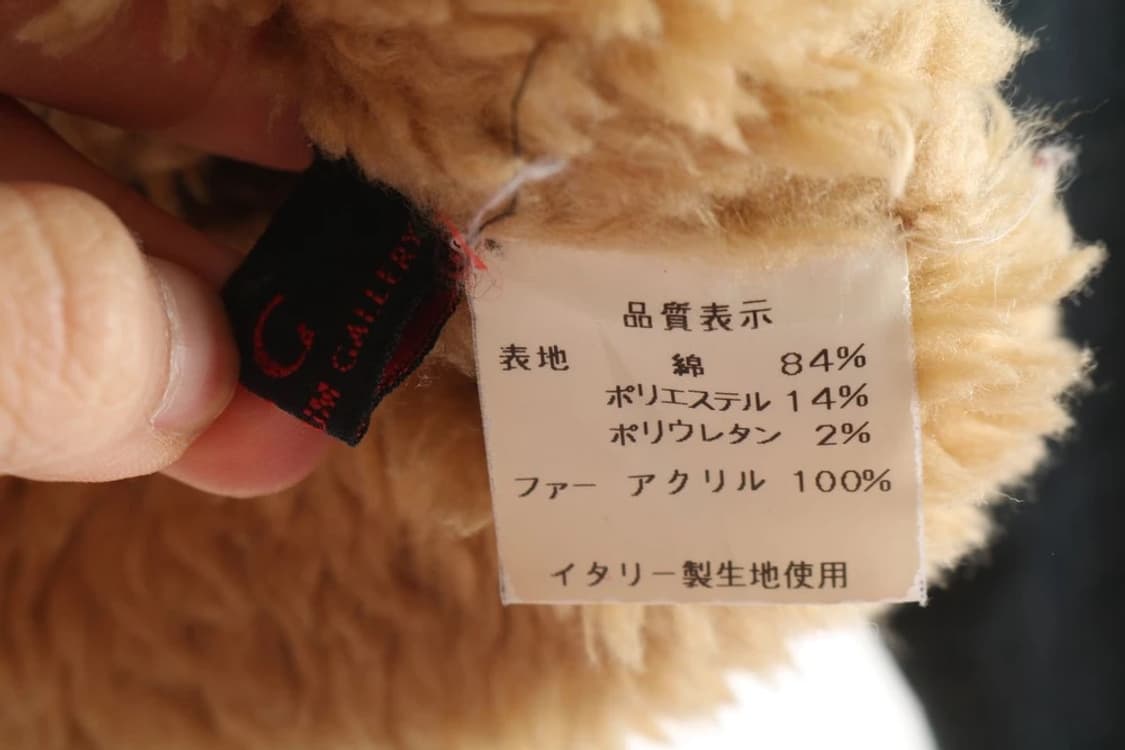 GALLERY
品質表示
表地 綿 84%
ポリエステル 14%
ポリウレタン 2%
ファー アクリル 100%
イタリー製生地使用